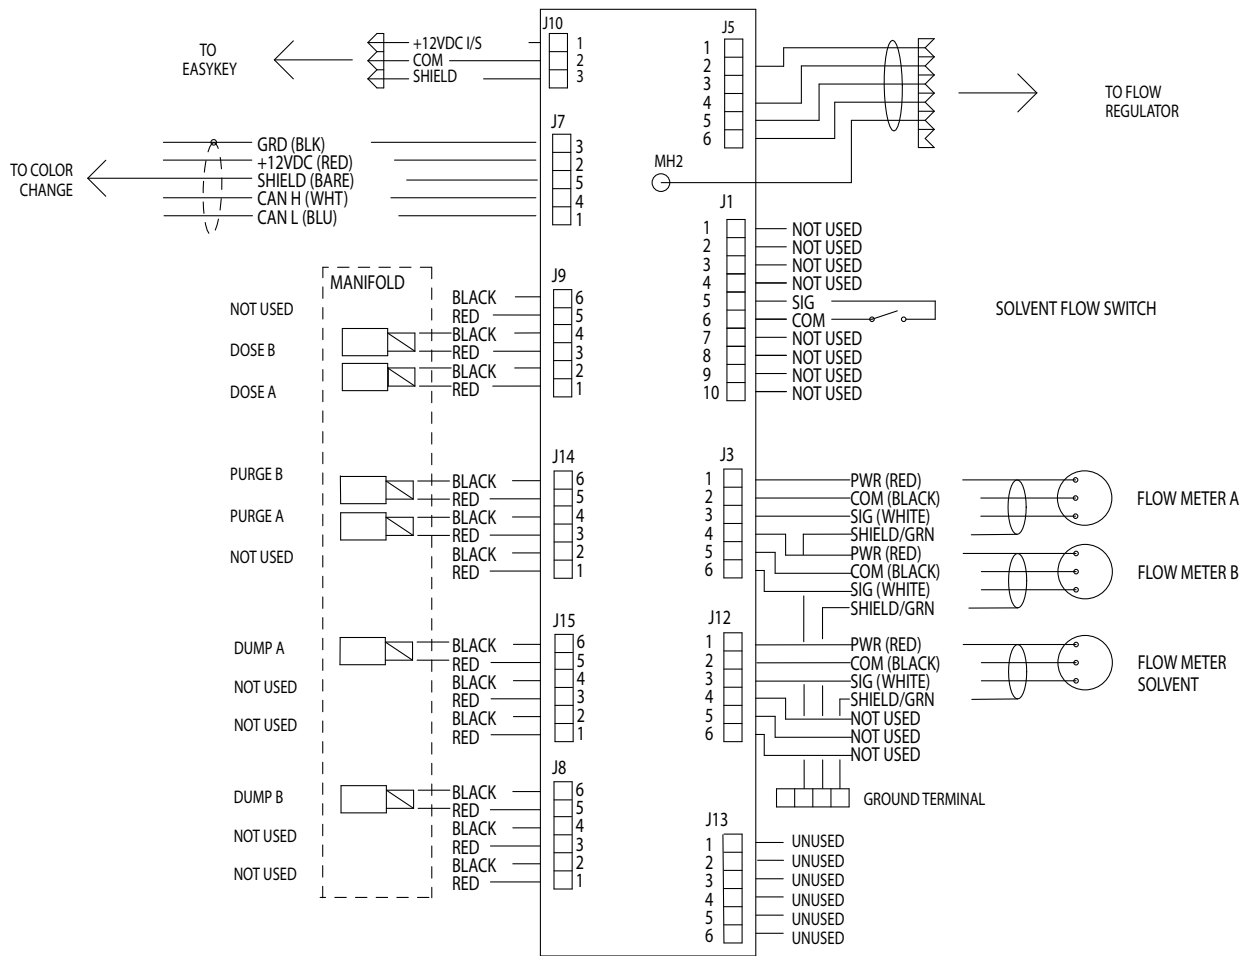 J10
TO
EASYKEY
+12VDC I/S
COM
SHIELD
1
2
3
J7
TO COLOR
CHANGE
GRD (BLK)
+12VDC (RED)
SHIELD (BARE)
CAN H (WHT)
CAN L (BLU)
3
2
5
4
1
MANIFOLD
J9
NOT USED
DOSE B
DOSE A
BLACK 6
RED 5
BLACK 4
RED 3
BLACK 2
RED 1
J14
PURGE B
PURGE A
NOT USED
BLACK 6
RED 5
BLACK 4
RED 3
BLACK 2
RED 1
J15
DUMP A
NOT USED
NOT USED
BLACK 6
RED 5
BLACK 4
RED 3
BLACK 2
RED 1
J8
DUMP B
NOT USED
NOT USED
BLACK 6
RED 5
BLACK 4
RED 3
BLACK 2
RED 1
J5
1
2
3
4
5
6
TO FLOW
REGULATOR
MH2
J1
1 NOT USED
2 NOT USED
3 NOT USED
4 NOT USED
5 SIG
6 COM
7 NOT USED
8 NOT USED
9 NOT USED
10 NOT USED
SOLVENT FLOW SWITCH
J3
1
2
3
4
5
6
PWR (RED)
COM (BLACK)
SIG (WHITE)
SHIELD/GRN
FLOW METER A
PWR (RED)
COM (BLACK)
SIG (WHITE)
SHIELD/GRN
FLOW METER B
J12
1
2
3
4
5
6
PWR (RED)
COM (BLACK)
SIG (WHITE)
SHIELD/GRN
NOT USED
NOT USED
NOT USED
FLOW METER
SOLVENT
GROUND TERMINAL
J13
1 UNUSED
2 UNUSED
3 UNUSED
4 UNUSED
5 UNUSED
6 UNUSED